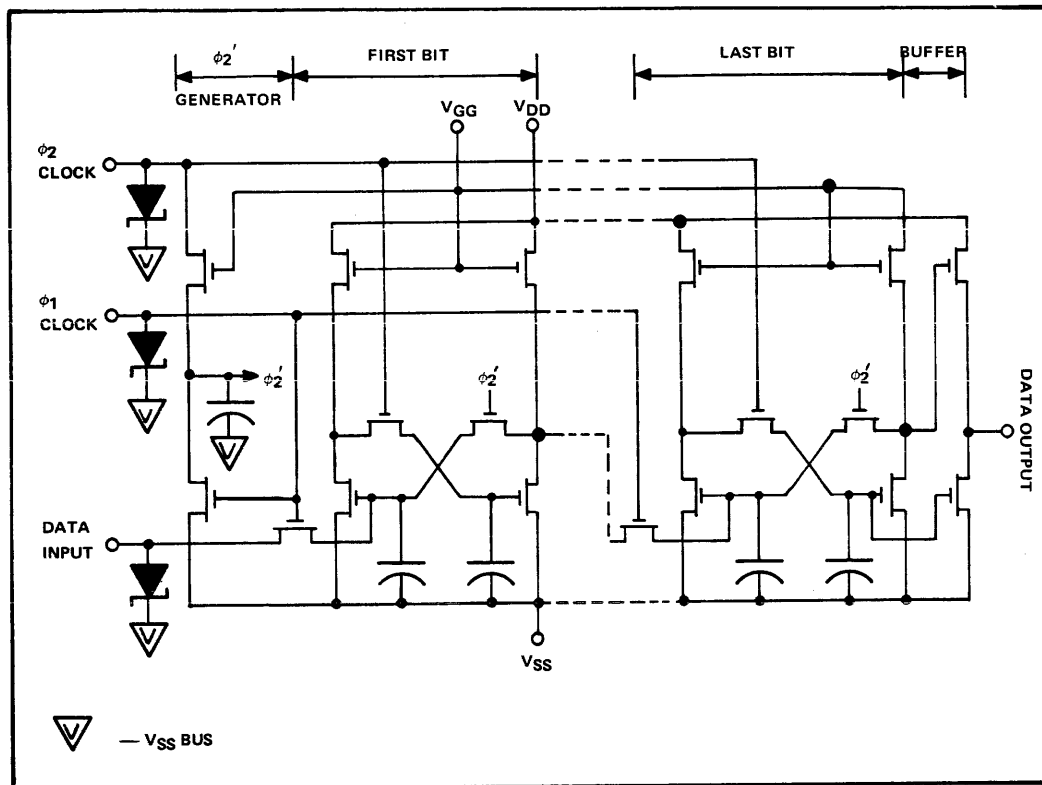 ϕ2′
GENERATOR
FIRST BIT
LAST BIT
BUFFER
VGG
VDD
ϕ2
CLOCK
ϕ1
CLOCK
ϕ2′
ϕ2′
ϕ2′
DATA
INPUT
DATA OUTPUT
VSS
V — VSS BUS